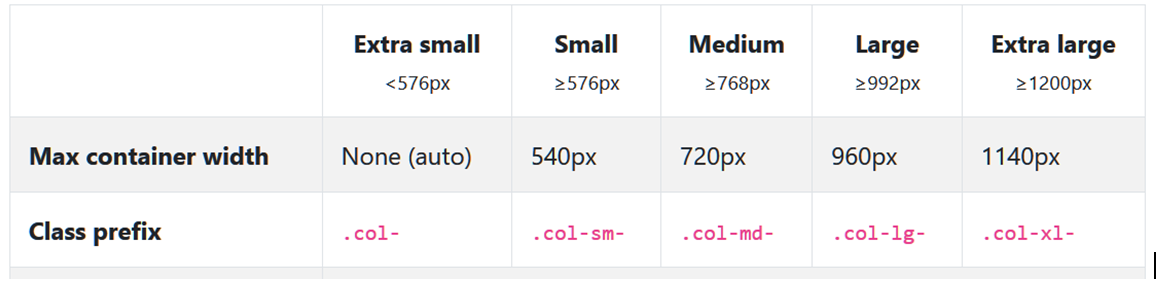 Extra small Small Medium Large Extra large
<576px ≥576px ≥768px ≥992px ≥1200px
Max container width None (auto) 540px 720px 960px 1140px
Class prefix .col- .col-sm- .col-md- .col-lg- .col-xl-